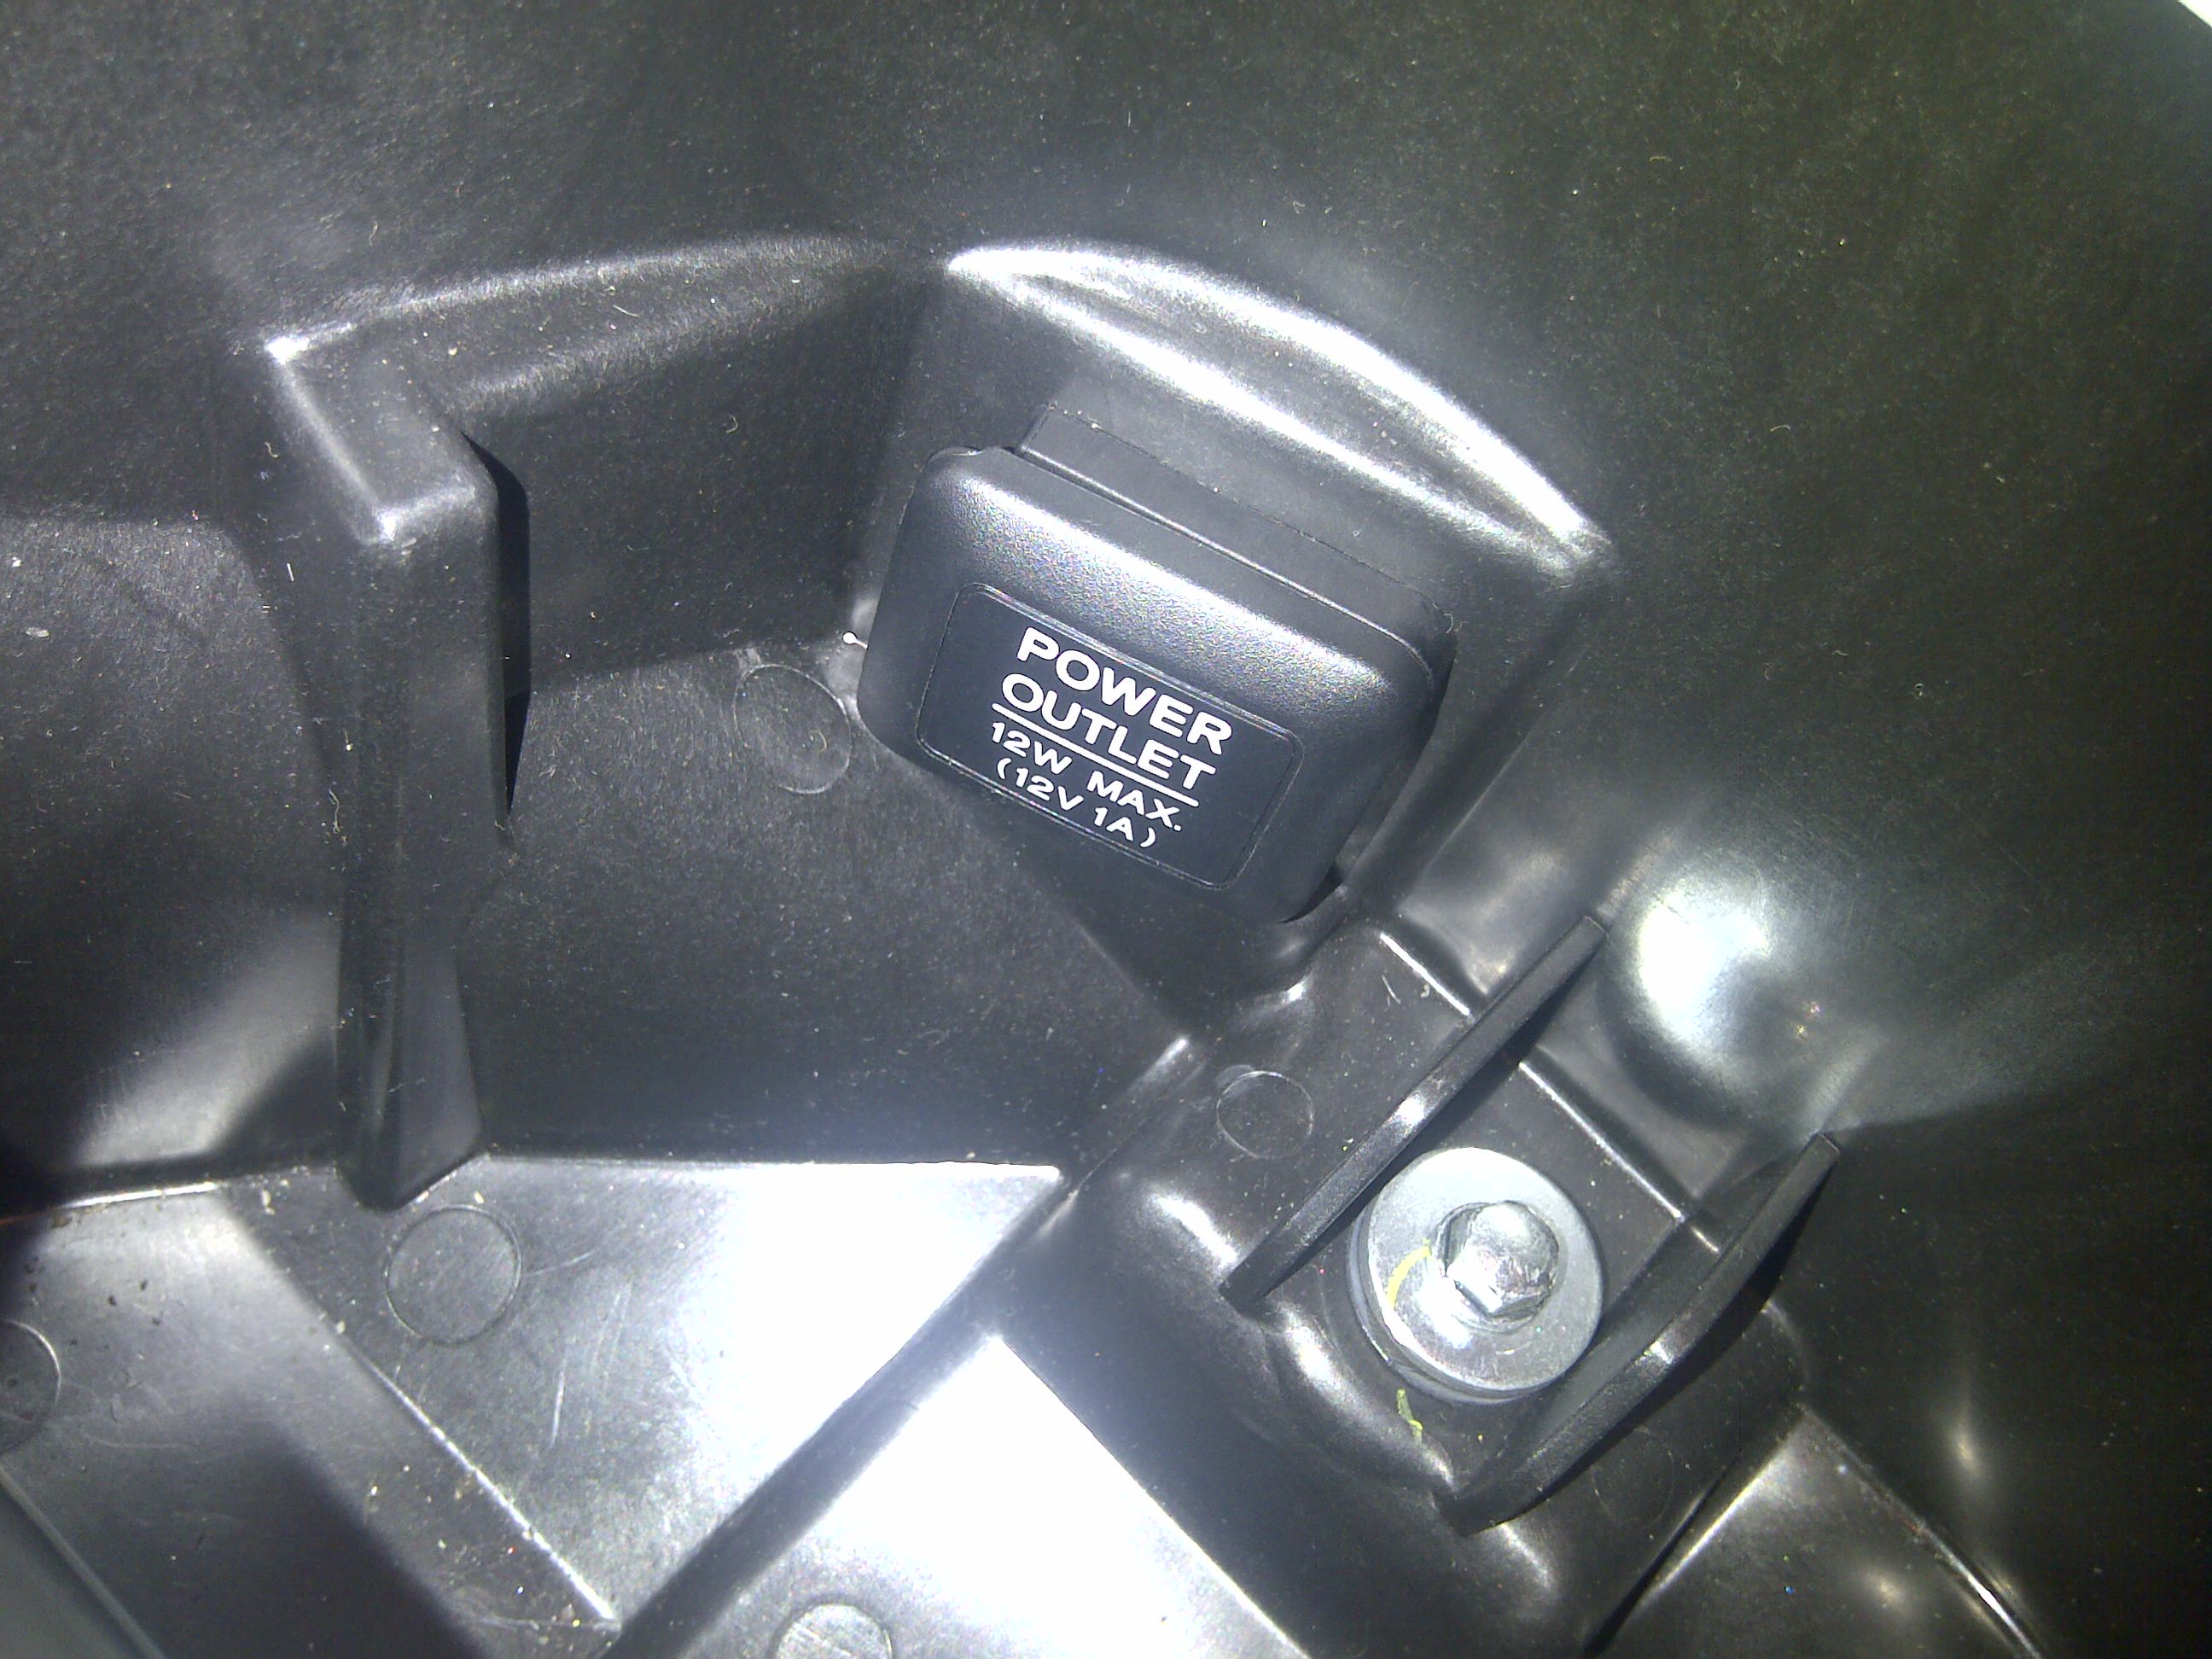 POWER
OUTLET
12W MAX.
(12V 1A)